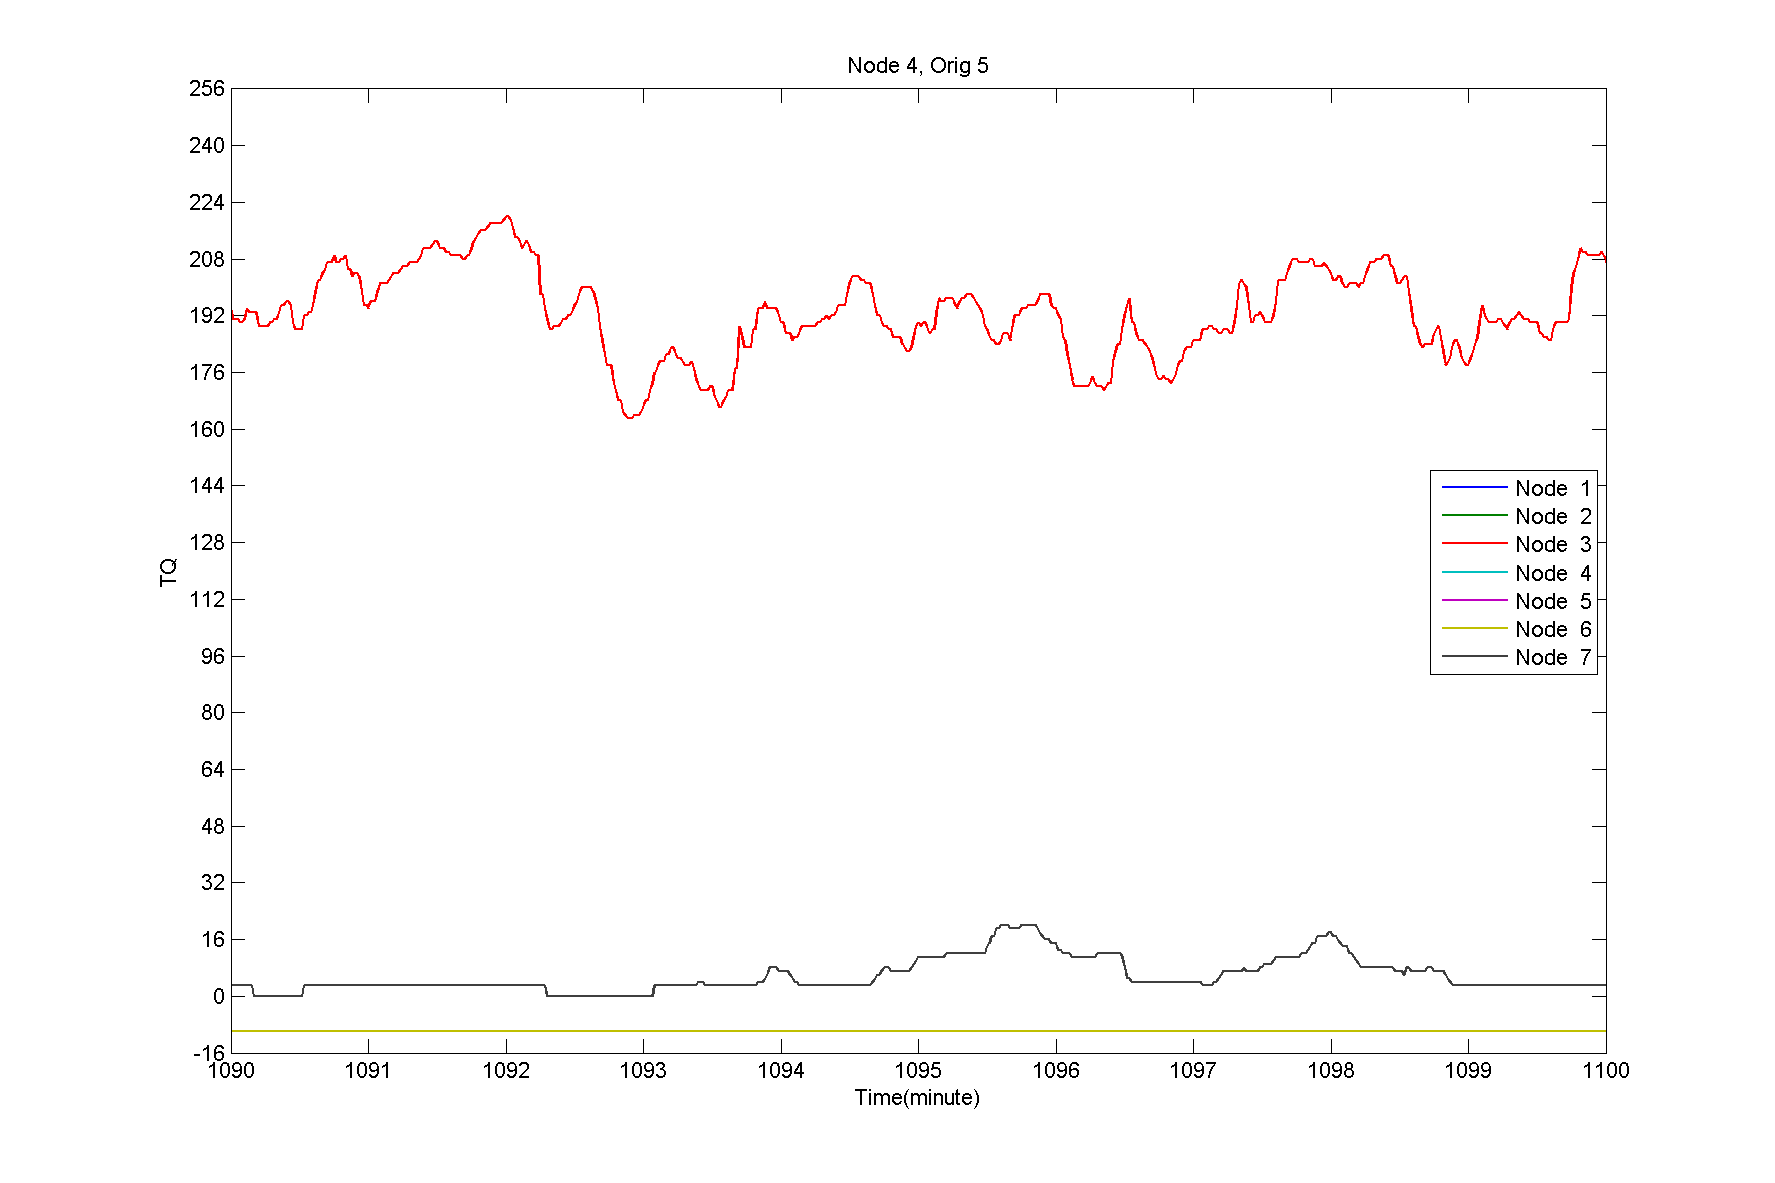 Node 4, Orig 5
256
240
224
208
192
176
160
144
128
112
96
80
64
48
32
16
0
-16
TQ
Node 1
Node 2
Node 3
Node 4
Node 5
Node 6
Node 7
1090 1091 1092 1093 1094 1095 1096 1097 1098 1099 1100
Time(minute)